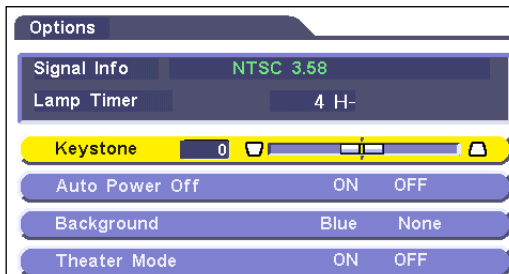 Options
Signal Info NTSC 3.58
Lamp Timer 4 H-
Keystone 0
Auto Power Off ON OFF
Background Blue None
Theater Mode ON OFF